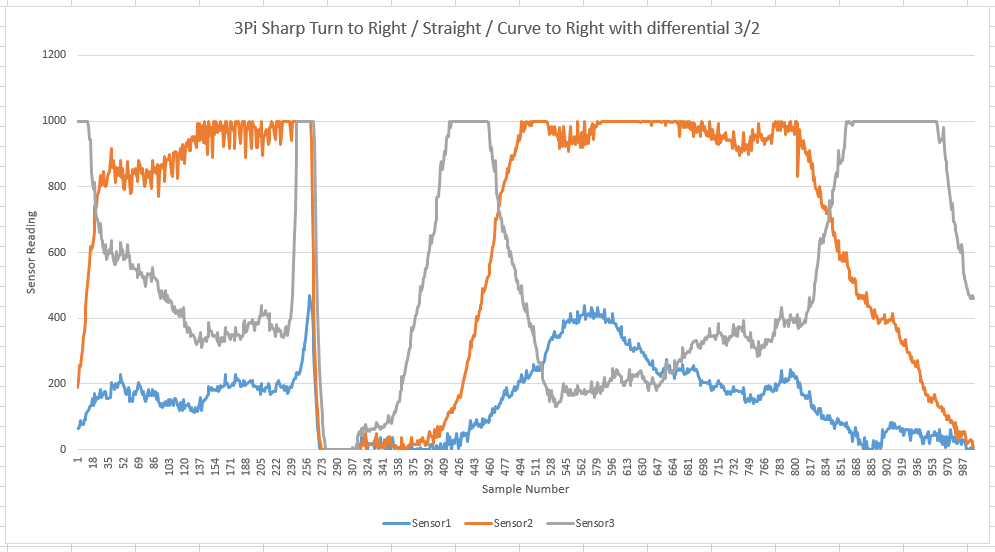 3Pi Sharp Turn to Right / Straight / Curve to Right with differential 3/2
1200
1000
800
600
400
200
0
Sensor Reading
1 18 35 52 69 86 103 120 137 154 171 188 205 222 239 256 273 290 307 324 341 358 375 392 409 426 443 460 477 494 511 528 545 562 579 596 613 630 647 664 681 698 715 732 749 766 783 800 817 834 851 868 885 902 919 936 953 970 987
Sample Number
Sensor1 Sensor2 Sensor3